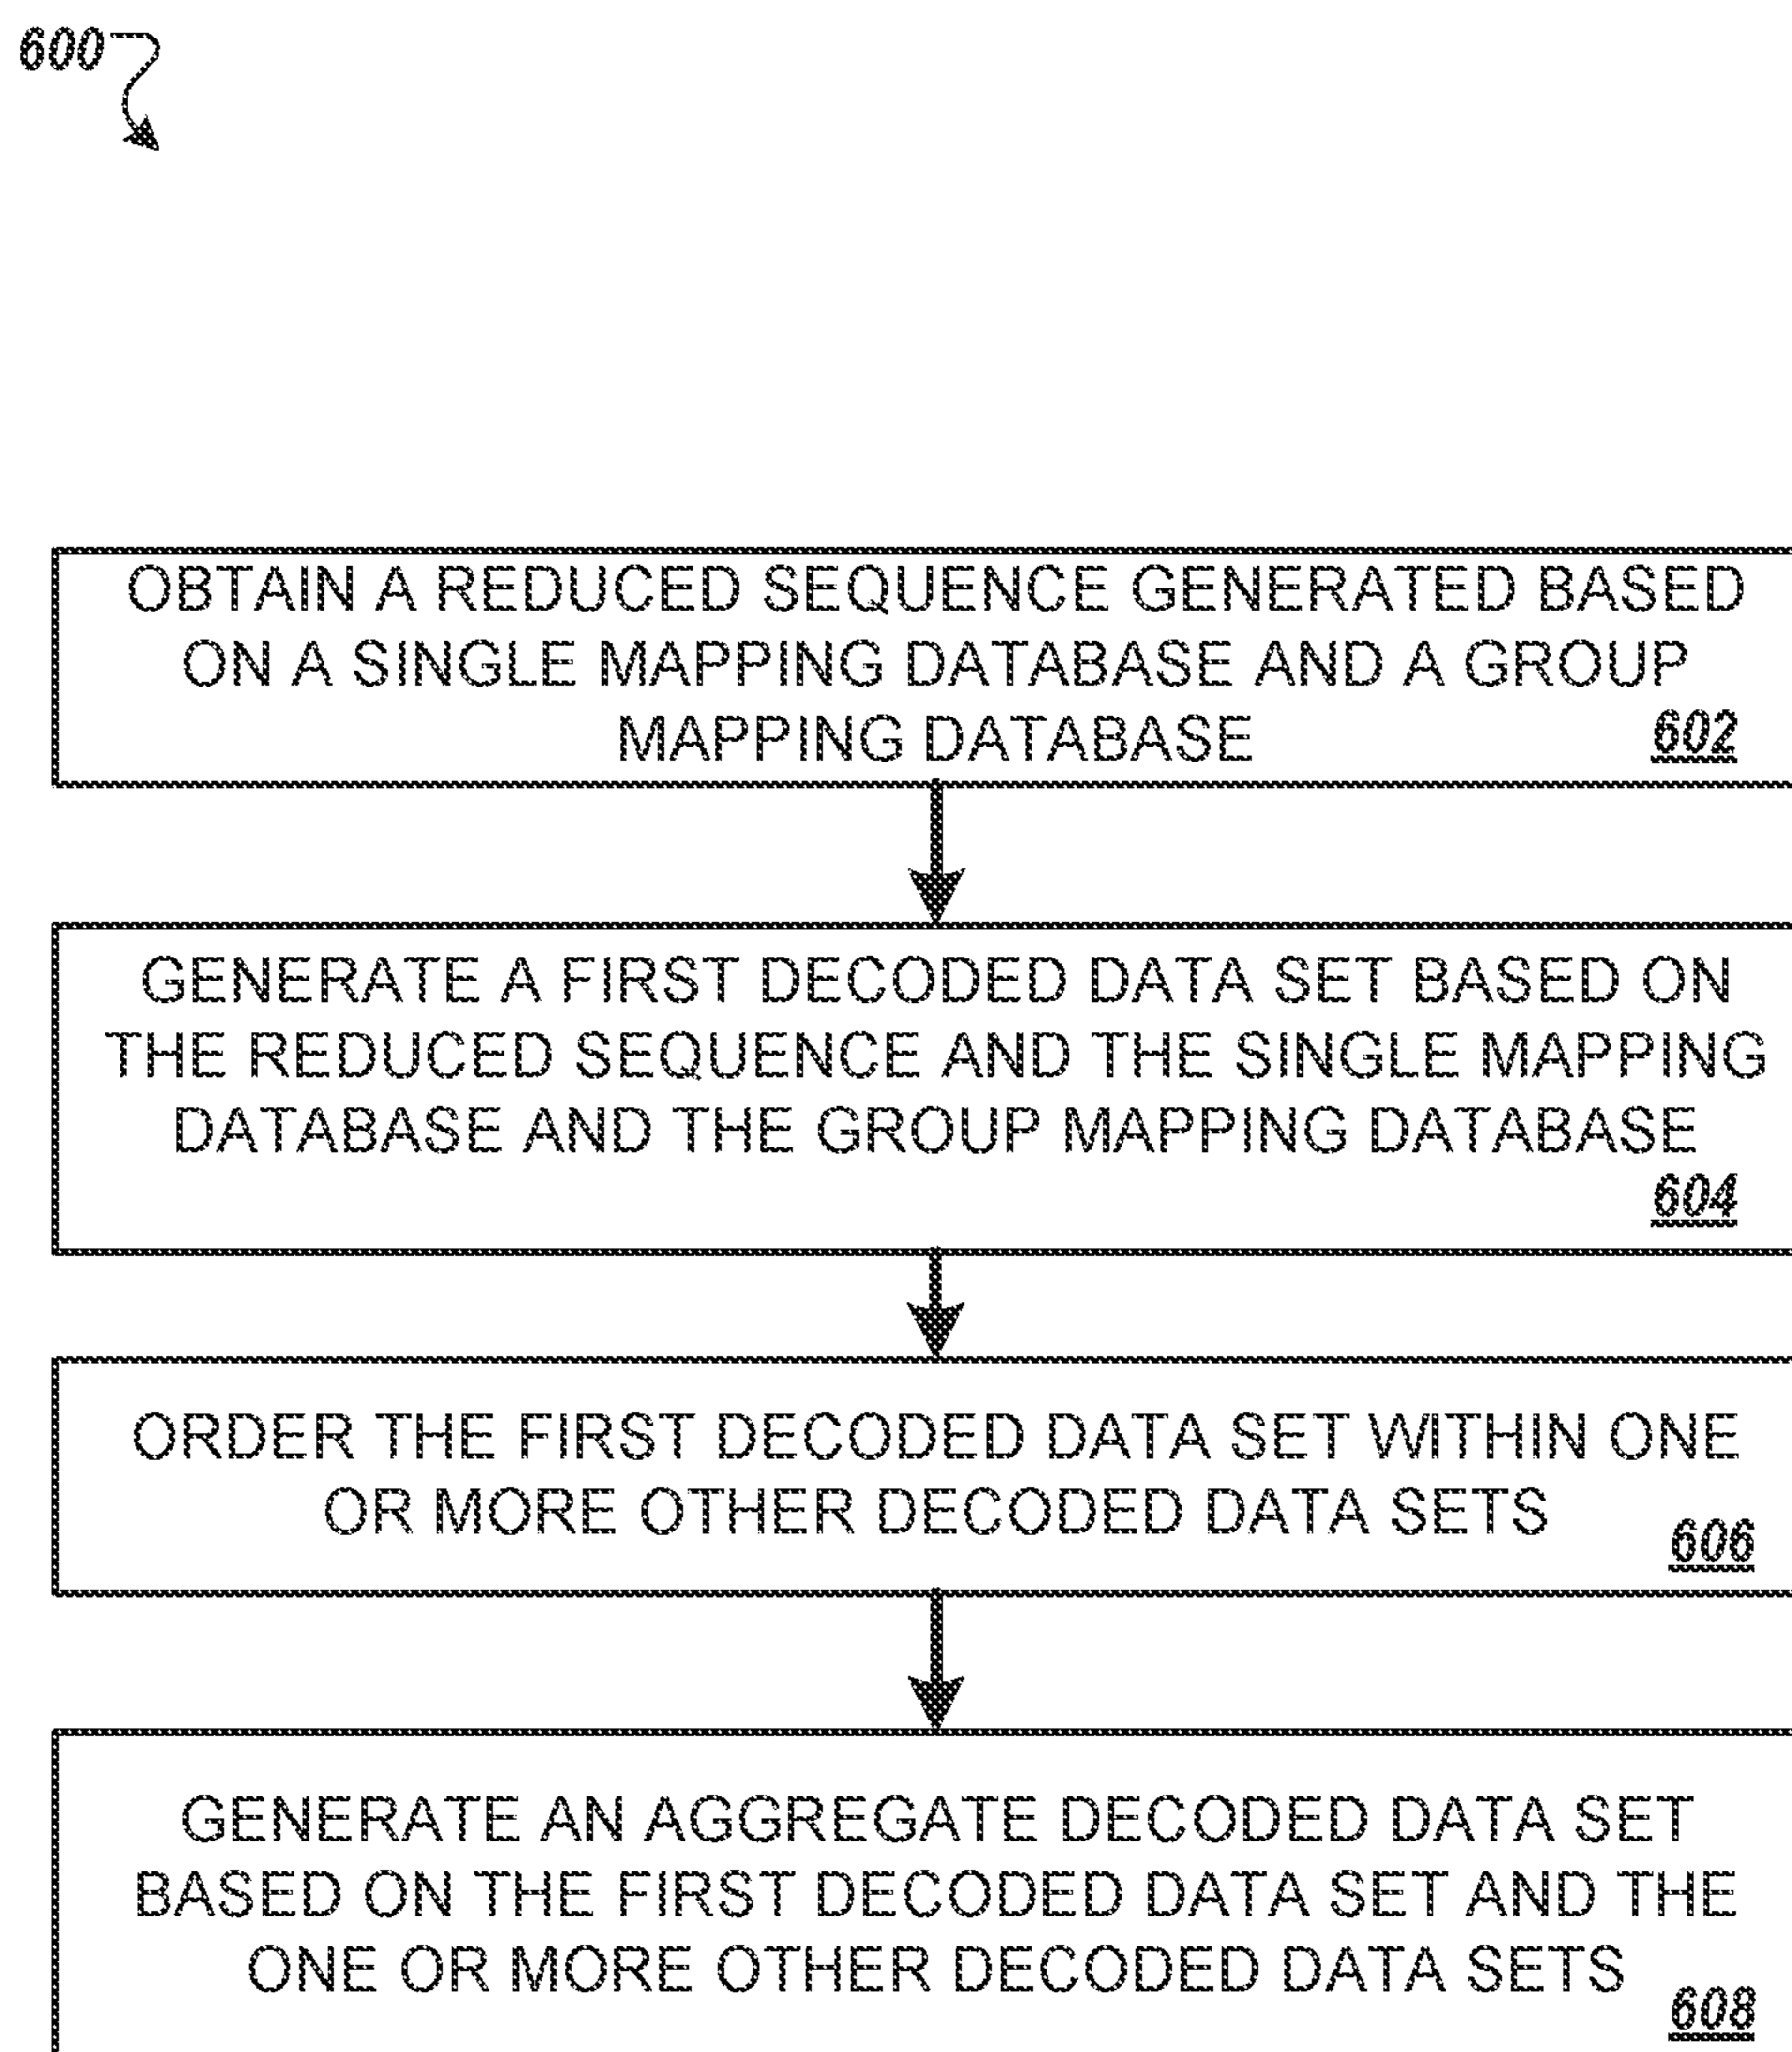 600
OBTAIN A REDUCED SEQUENCE GENERATED BASED
ON A SINGLE MAPPING DATABASE AND A GROUP
MAPPING DATABASE
602
GENERATE A FIRST DECODED DATA SET BASED ON
THE REDUCED SEQUENCE AND THE SINGLE MAPPING
DATABASE AND THE GROUP MAPPING DATABASE
604
ORDER THE FIRST DECODED DATA SET WITHIN ONE
OR MORE OTHER DECODED DATA SETS
606
GENERATE AN AGGREGATE DECODED DATA SET
BASED ON THE FIRST DECODED DATA SET AND THE
ONE OR MORE OTHER DECODED DATA SETS
608